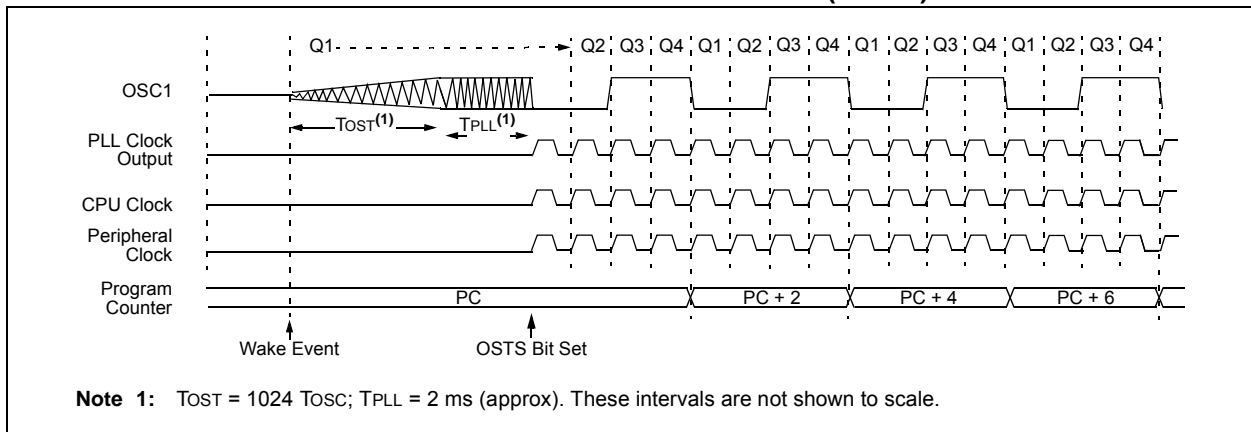 Q1 Q2 Q3 Q4 Q1 Q2 Q3 Q4 Q1 Q2 Q3 Q4 Q1 Q2 Q3 Q4
OSC1
TOST(1) TPLL(1)
PLL Clock
Output
CPU Clock
Peripheral
Clock
Program
Counter
PC PC + 2 PC + 4 PC + 6
Wake Event OSTS Bit Set
Note 1: TOST = 1024 TOSC; TPLL = 2 ms (approx). These intervals are not shown to scale.